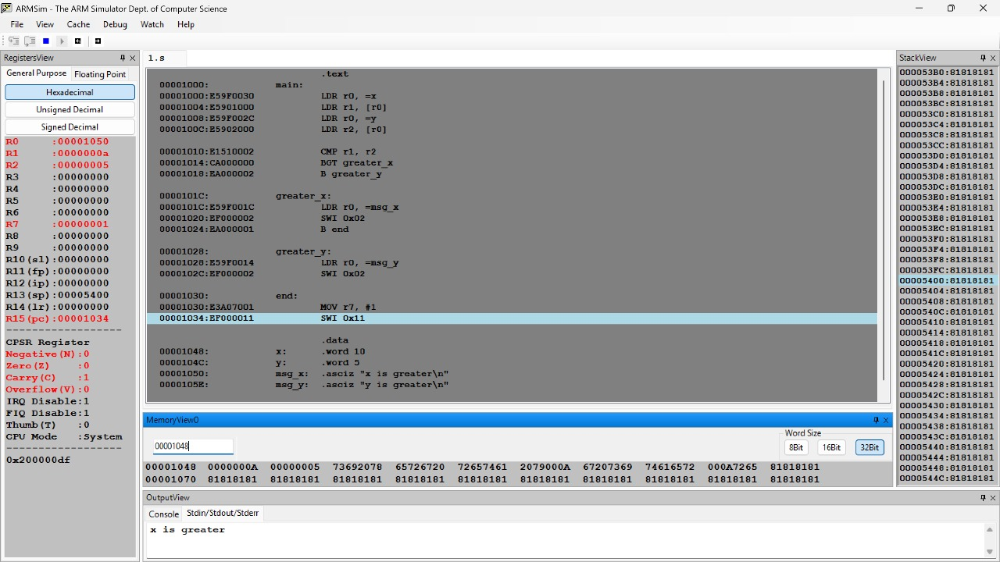 ARMSim - The ARM Simulator Dept. of Computer Science
File View Cache Debug Watch Help
RegistersView
General Purpose Floating Point
Hexadecimal
Unsigned Decimal
Signed Decimal
R0 :00001050
R1 :0000000a
R2 :00000005
R3 :00000000
R4 :00000000
R5 :00000000
R6 :00000000
R7 :00000001
R8 :00000000
R9 :00000000
R10(sl):00000000
R11(fp):00000000
R12(ip):00000000
R13(sp):00005400
R14(lr):00000000
R15(pc):00001034
--------------------
CPSR Register
Negative(N):0
Zero(Z) :0
Carry(C) :1
Overflow(V):0
IRQ Disable:1
FIQ Disable:1
Thumb(T) :0
CPU Mode :System
--------------------
0x200000df
1.s
.text
00001000: main:
00001000:E59F0030 LDR r0, =x
00001004:E5901000 LDR r1, [r0]
00001008:E59F002C LDR r0, =y
0000100C:E5902000 LDR r2, [r0]
00001010:E1510002 CMP r1, r2
00001014:CA000000 BGT greater_x
00001018:EA000002 B greater_y
0000101C: greater_x:
0000101C:E59F001C LDR r0, =msg_x
00001020:EF000002 SWI 0x02
00001024:EA000001 B end
00001028: greater_y:
00001028:E59F0014 LDR r0, =msg_y
0000102C:EF000002 SWI 0x02
00001030: end:
00001030:E3A07001 MOV r7, #1
00001034:EF000011 SWI 0x11
.data
00001048: x: .word 10
0000104C: y: .word 5
00001050: msg_x: .asciz "x is greater\n"
0000105E: msg_y: .asciz "y is greater\n"
MemoryView0
00001048
Word Size
8Bit 16Bit 32Bit
00001048 0000000A 00000005 73692078 65726720 72657461 2079000A 67207369 74616572 000A7265 81818181
00001070 81818181 81818181 81818181 81818181 81818181 81818181 81818181 81818181 81818181 81818181
OutputView
Console Stdin/Stdout/Stderr
x is greater
StackView
000053B0:81818181
000053B4:81818181
000053B8:81818181
000053BC:81818181
000053C0:81818181
000053C4:81818181
000053C8:81818181
000053CC:81818181
000053D0:81818181
000053D4:81818181
000053D8:81818181
000053DC:81818181
000053E0:81818181
000053E4:81818181
000053E8:81818181
000053EC:81818181
000053F0:81818181
000053F4:81818181
000053F8:81818181
000053FC:81818181
00005400:81818181
00005404:81818181
00005408:81818181
0000540C:81818181
00005410:81818181
00005414:81818181
00005418:81818181
0000541C:81818181
00005420:81818181
00005424:81818181
00005428:81818181
0000542C:81818181
00005430:81818181
00005434:81818181
00005438:81818181
0000543C:81818181
00005440:81818181
00005444:81818181
00005448:81818181
0000544C:81818181